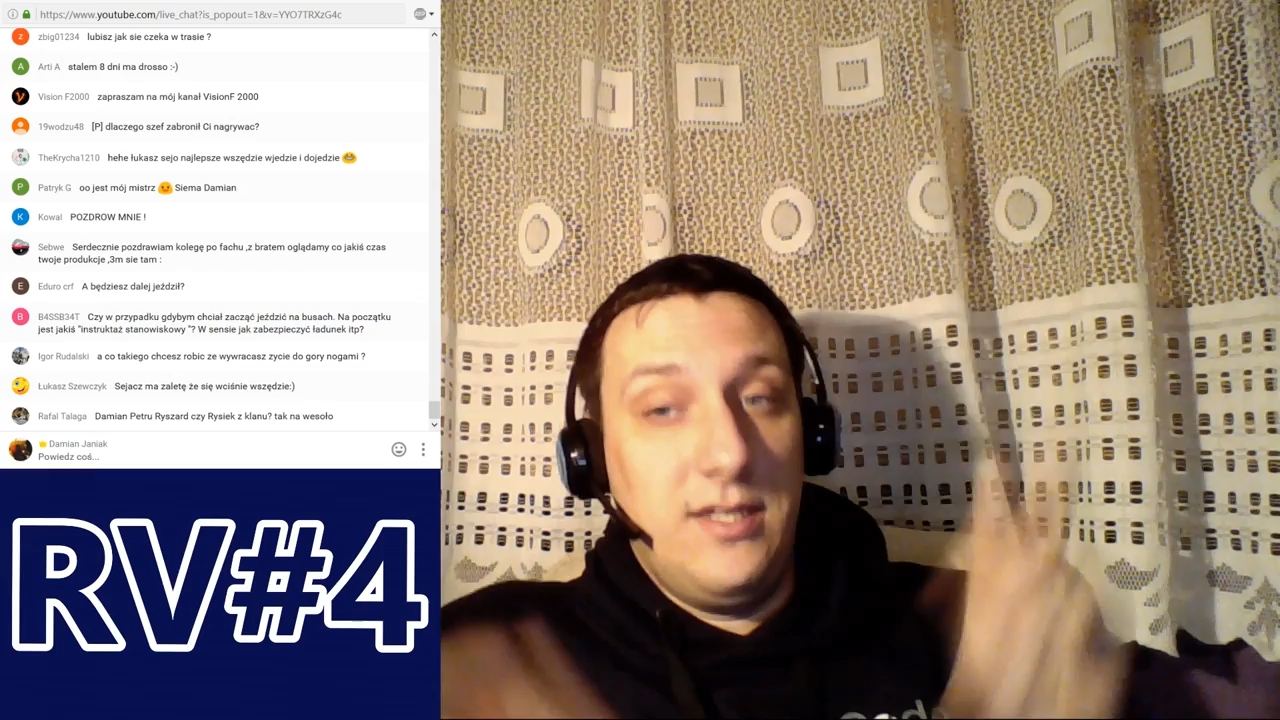 https://www.youtube.com/live_chat?is_popout=1&v=YYO7TRXzG4c
ABP
z zbig01234 lubisz jak sie czeka w trasie ?
A Arti A stalem 8 dni ma drosso :-)
Vision F2000 zapraszam na mój kanał VisionF 2000
19wodzu48 [P] dlaczego szef zabronił Ci nagrywac?
TheKrycha1210 hehe łukasz sejo najlepsze wszędzie wjedzie i dojedzie 😂
P Patryk G oo jest mój mistrz Siema Damian
K Kowal POZDROW MNIE !
Sebwe Serdecznie pozdrawiam kolegę po fachu ,z bratem oglądamy co jakiś czas
twoje produkcje ,3m sie tam :
E Eduro crf A będziesz dalej jeździł?
B B4SSB34T Czy w przypadku gdybym chciał zacząć jeździć na busach. Na początku
jest jakiś "instruktaż stanowiskowy "? W sensie jak zabezpieczyć ładunek itp?
Igor Rudalski a co takiego chcesz robic ze wywracasz zycie do gory nogami ?
Łukasz Szewczyk Sejacz ma zaletę że się wciśnie wszędzie:)
Rafal Talaga Damian Petru Ryszard czy Rysiek z klanu? tak na wesoło
Damian Janiak
Powiedz coś...
RV#4